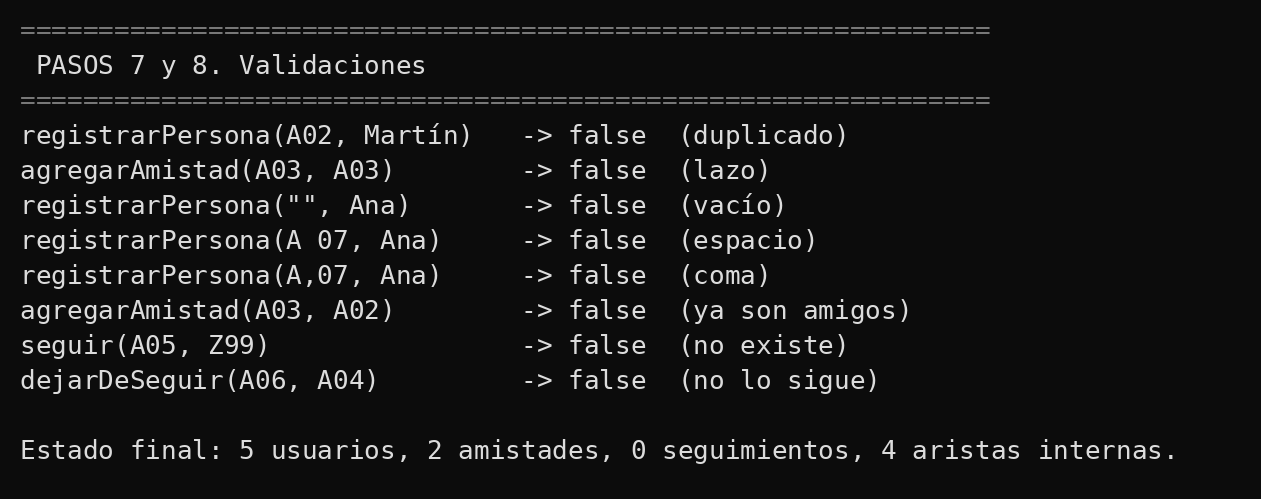 ==============================================================
PASOS 7 y 8. Validaciones
==============================================================
registrarPersona(A02, Martín)   -> false  (duplicado)
agregarAmistad(A03, A03)        -> false  (lazo)
registrarPersona("", Ana)       -> false  (vacío)
registrarPersona(A 07, Ana)     -> false  (espacio)
registrarPersona(A,07, Ana)     -> false  (coma)
agregarAmistad(A03, A02)        -> false  (ya son amigos)
seguir(A05, Z99)                -> false  (no existe)
dejarDeSeguir(A06, A04)         -> false  (no lo sigue)
Estado final: 5 usuarios, 2 amistades, 0 seguimientos, 4 aristas internas.